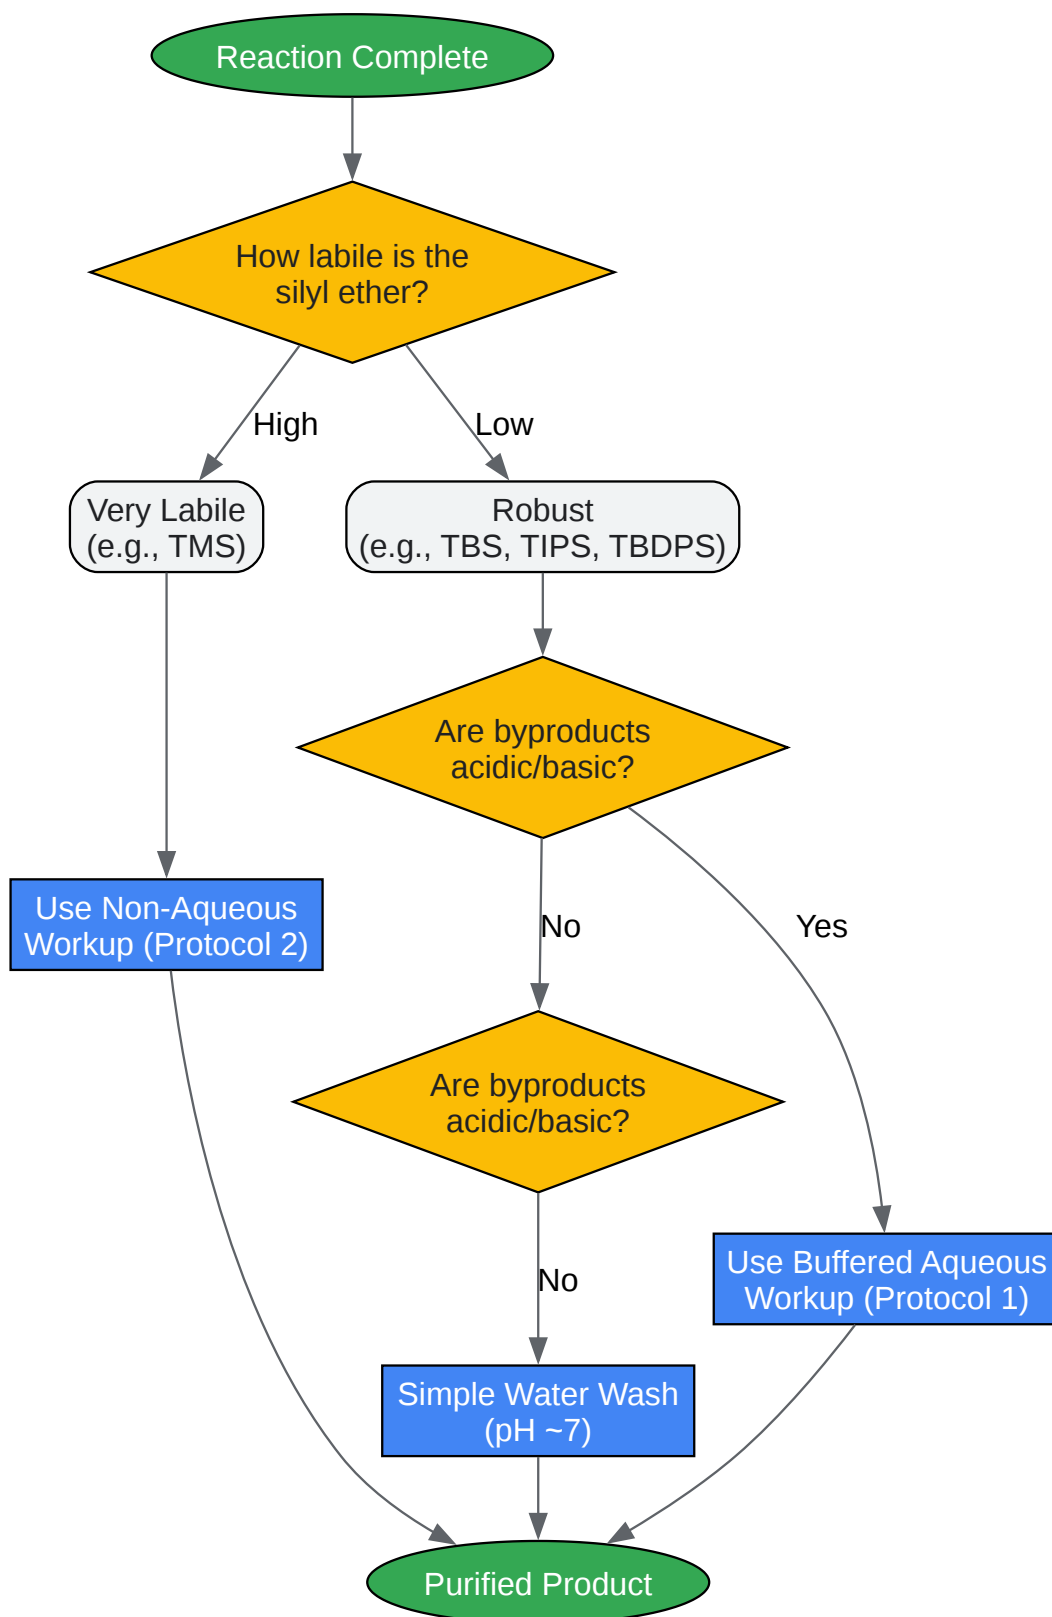 Reaction Complete
How labile is the
silyl ether?
High
Low
Very Labile
(e.g., TMS)
Robust
(e.g., TBS, TIPS, TBDPS)
Are byproducts
acidic/basic?
Use Non-Aqueous
Workup (Protocol 2)
No
Yes
Are byproducts
acidic/basic?
No
Use Buffered Aqueous
Workup (Protocol 1)
Simple Water Wash
(pH ~7)
Purified Product